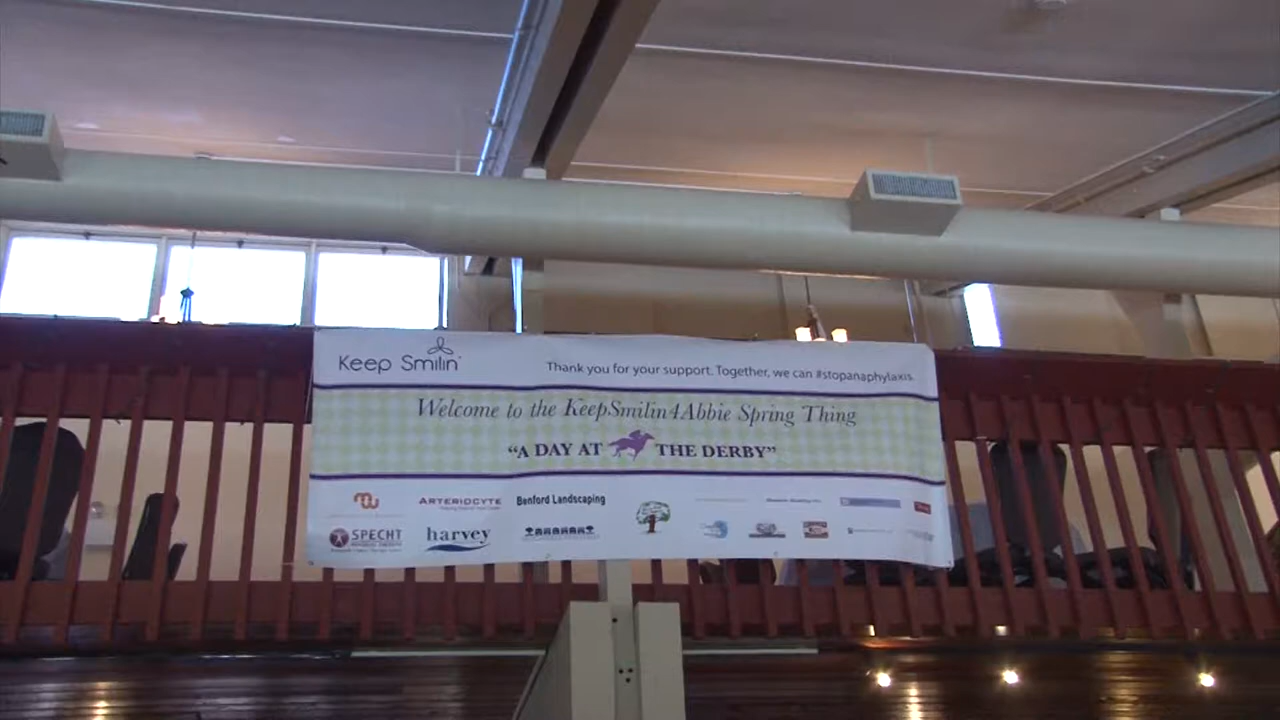 Keep Smilin
Thank you for your support. Together, we can #stopanaphylaxis.
Welcome to the KeepSmilin4Abbie Spring Thing
“A DAY AT THE DERBY”
ARTERIOCYTE
Benford Landscaping
SPECHT
harvey